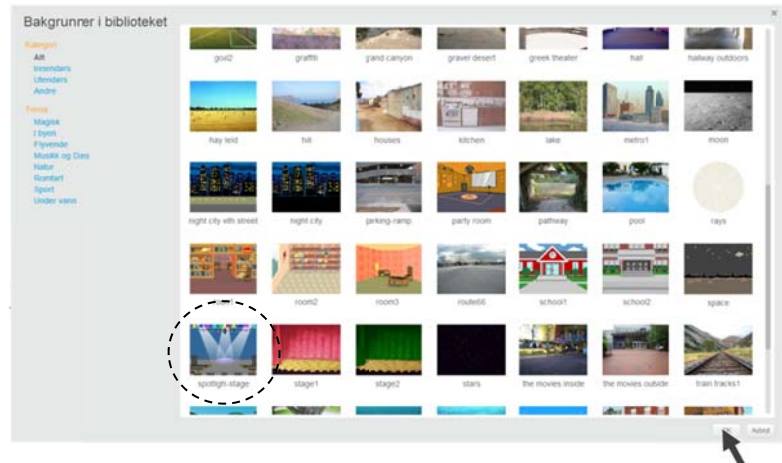 Bakgrunner i biblioteket
Kategori
Alt
Innendørs
Utendørs
Andre
Tema
Magisk
I byen
Flyvende
Musikk og Dans
Natur
Romfart
Sport
Under vann
goal2 graffiti grand canyon gravel desert greek theater hall hallway outdoors
hay field hill houses kitchen lake metro1 moon
night city with street night city parking-ramp party room pathway pool rays
room2 room3 route66 school1 school2 space
spotligh-stage stage1 stage2 stars the movies inside the movies outside train tracks1
OK Avbryt